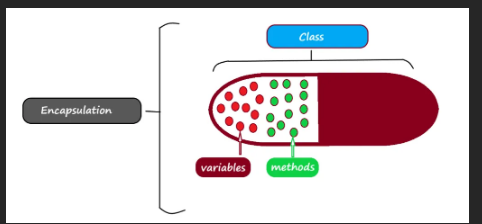 Class
Encapsulation
variables
methods